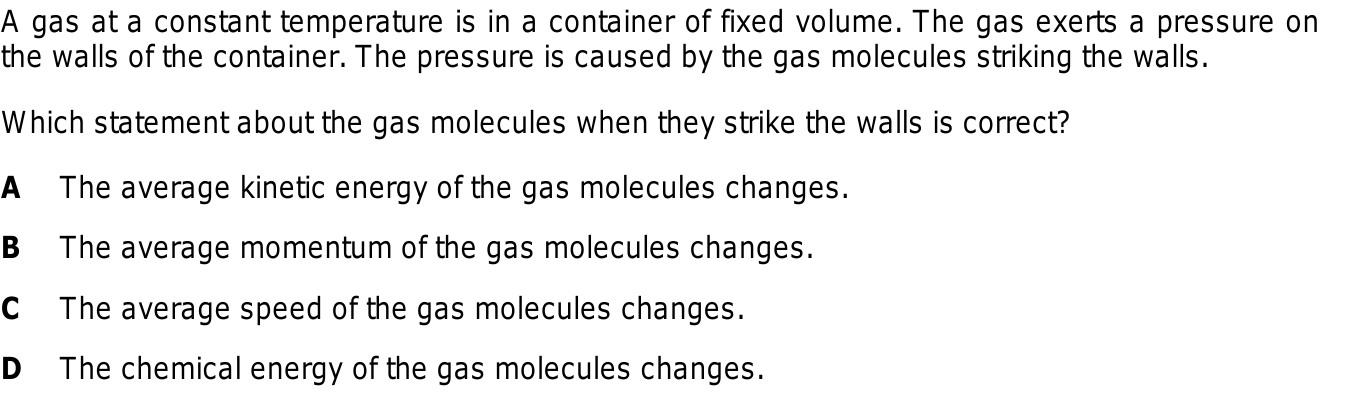 A gas at a constant temperature is in a container of fixed volume. The gas exerts a pressure on
the walls of the container. The pressure is caused by the gas molecules striking the walls.
Which statement about the gas molecules when they strike the walls is correct?
A The average kinetic energy of the gas molecules changes.
B The average momentum of the gas molecules changes.
C The average speed of the gas molecules changes.
D The chemical energy of the gas molecules changes.